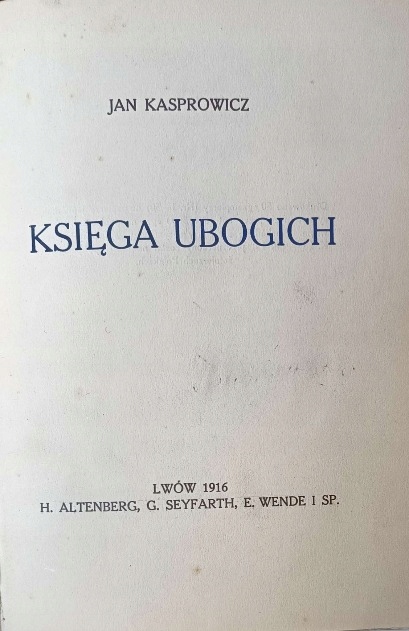 JAN KASPROWICZ
KSIĘGA UBOGICH
LWÓW 1916
H. ALTENBERG, G. SEYFARTH, E. WENDE I SP.